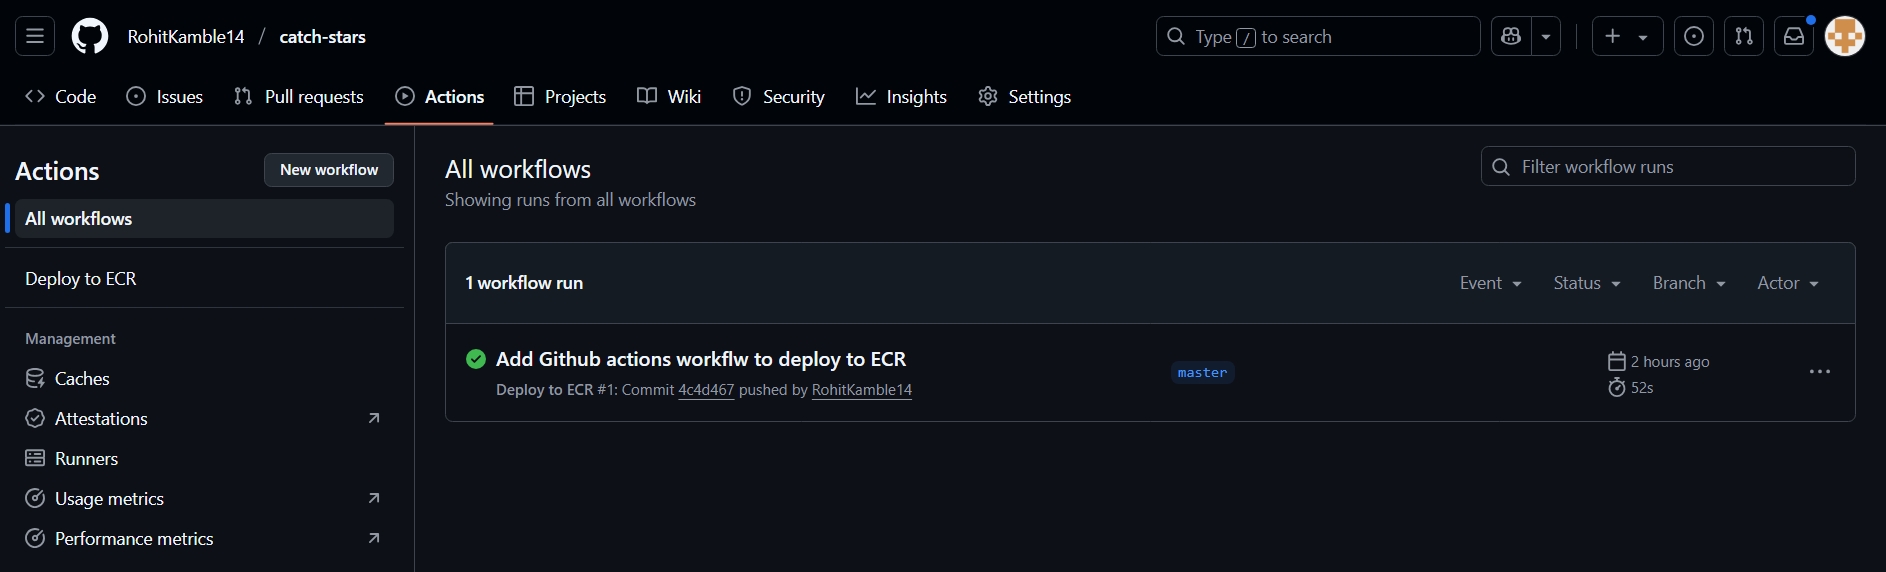 RohitKamble14 / catch-stars
Type / to search
Code Issues Pull requests Actions Projects Wiki Security Insights Settings
Actions
New workflow
All workflows
Deploy to ECR
Management
Caches
Attestations
Runners
Usage metrics
Performance metrics
All workflows
Showing runs from all workflows
Filter workflow runs
1 workflow run
Event Status Branch Actor
Add Github actions workflw to deploy to ECR
Deploy to ECR #1: Commit 4c4d467 pushed by RohitKamble14
master
2 hours ago
52s